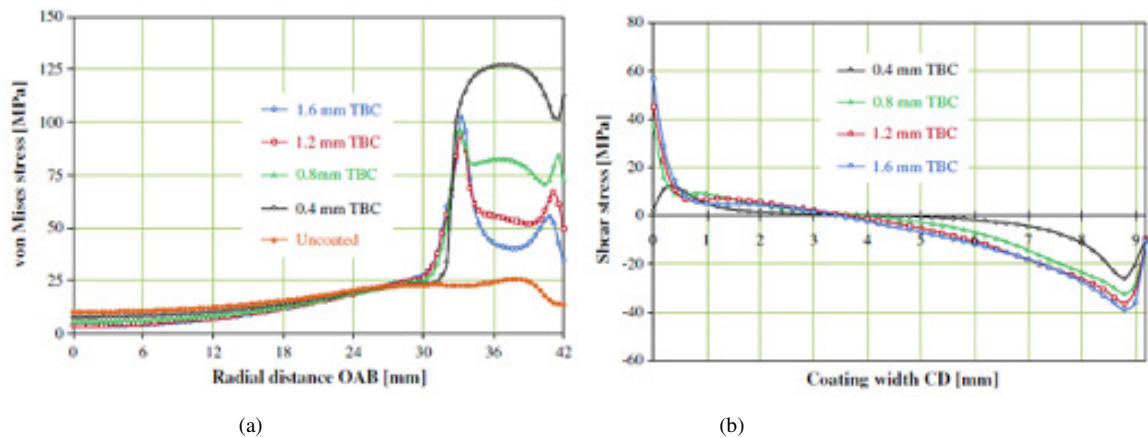 150
125
100
75
50
25
0
von Mises stress [MPa]
1.6 mm TBC
1.2 mm TBC
0.8mm TBC
0.4 mm TBC
Uncoated
0 6 12 18 24 30 36 42
Radial distance OAB [mm]
(a)
80
60
40
20
0
-20
-40
-60
Shear stress [MPa]
0.4 mm TBC
0.8 mm TBC
1.2 mm TBC
1.6 mm TBC
0 1 2 3 4 5 6 7 8 9
Coating width CD [mm]
(b)